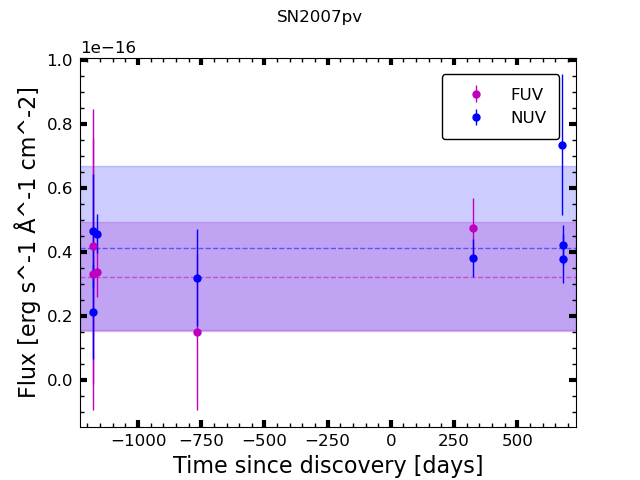 SN2007pv
1e−16
1.0
0.8
0.6
0.4
0.2
0.0
Flux [erg s^-1 Å^-1 cm^-2]
FUV
NUV
−1000 −750 −500 −250 0 250 500
Time since discovery [days]